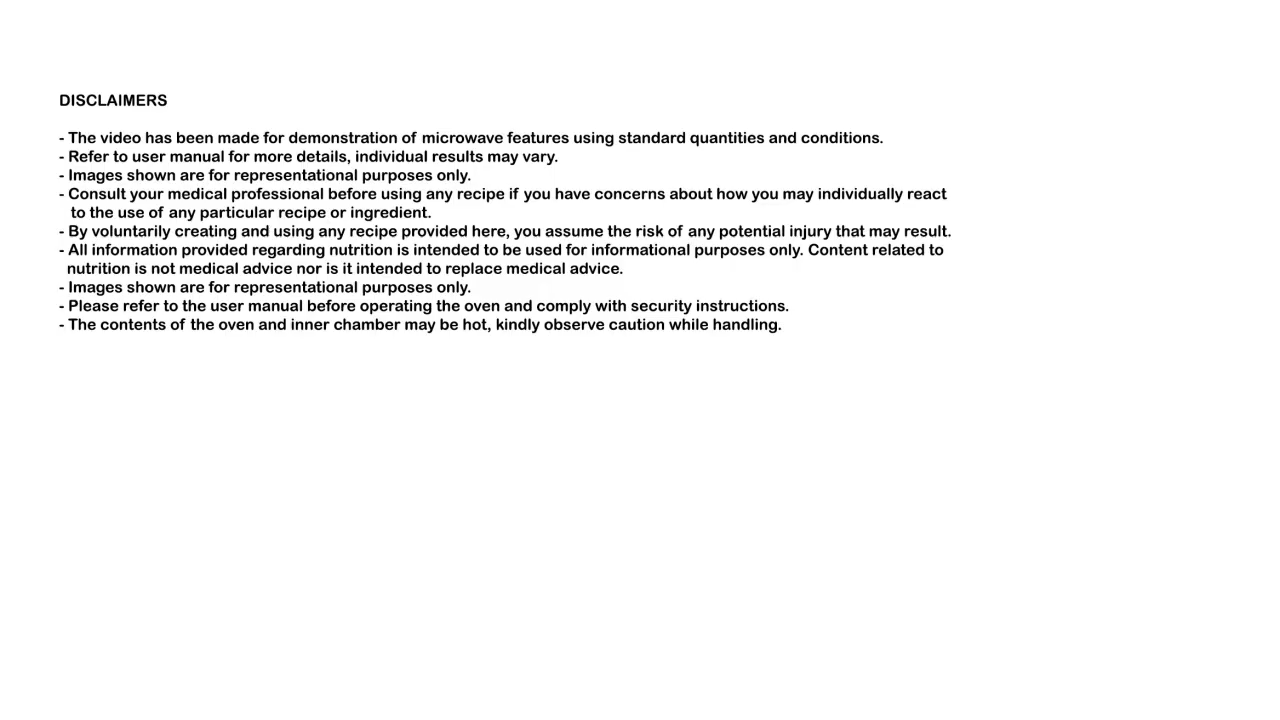 DISCLAIMERS
- The video has been made for demonstration of microwave features using standard quantities and conditions.
- Refer to user manual for more details, individual results may vary.
- Images shown are for representational purposes only.
- Consult your medical professional before using any recipe if you have concerns about how you may individually react
to the use of any particular recipe or ingredient.
- By voluntarily creating and using any recipe provided here, you assume the risk of any potential injury that may result.
- All information provided regarding nutrition is intended to be used for informational purposes only. Content related to
nutrition is not medical advice nor is it intended to replace medical advice.
- Images shown are for representational purposes only.
- Please refer to the user manual before operating the oven and comply with security instructions.
- The contents of the oven and inner chamber may be hot, kindly observe caution while handling.